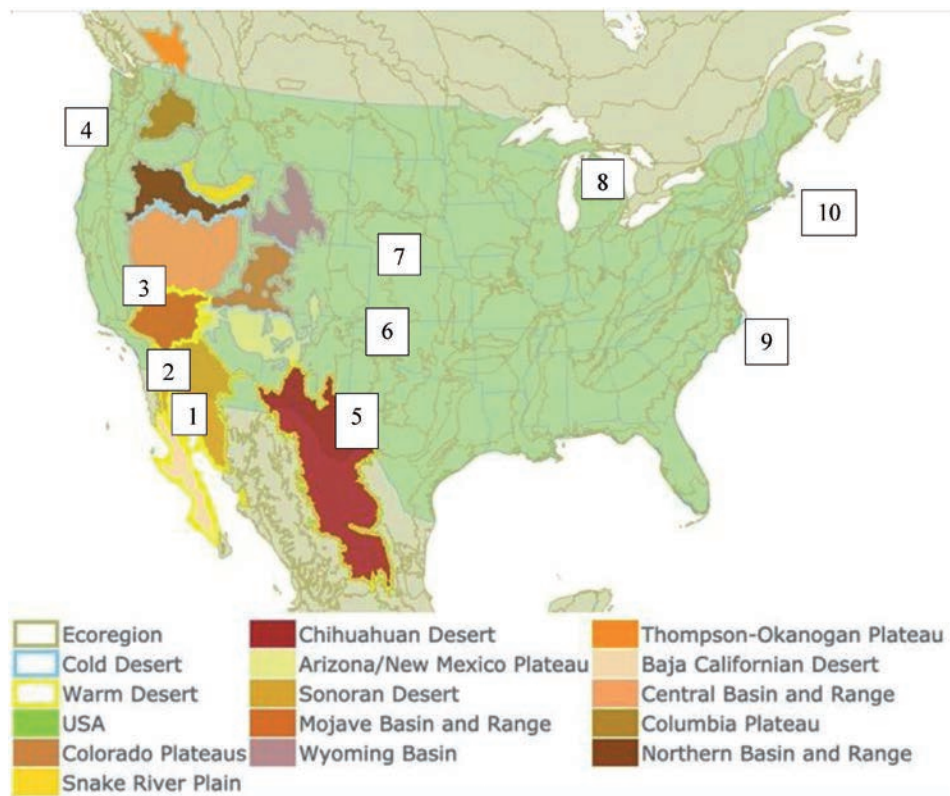 4
8
10
7
3
6
9
2
5
1
Ecoregion
Cold Desert
Warm Desert
USA
Colorado Plateaus
Snake River Plain
Chihuahuan Desert
Arizona/New Mexico Plateau
Sonoran Desert
Mojave Basin and Range
Wyoming Basin
Thompson-Okanogan Plateau
Baja Californian Desert
Central Basin and Range
Columbia Plateau
Northern Basin and Range